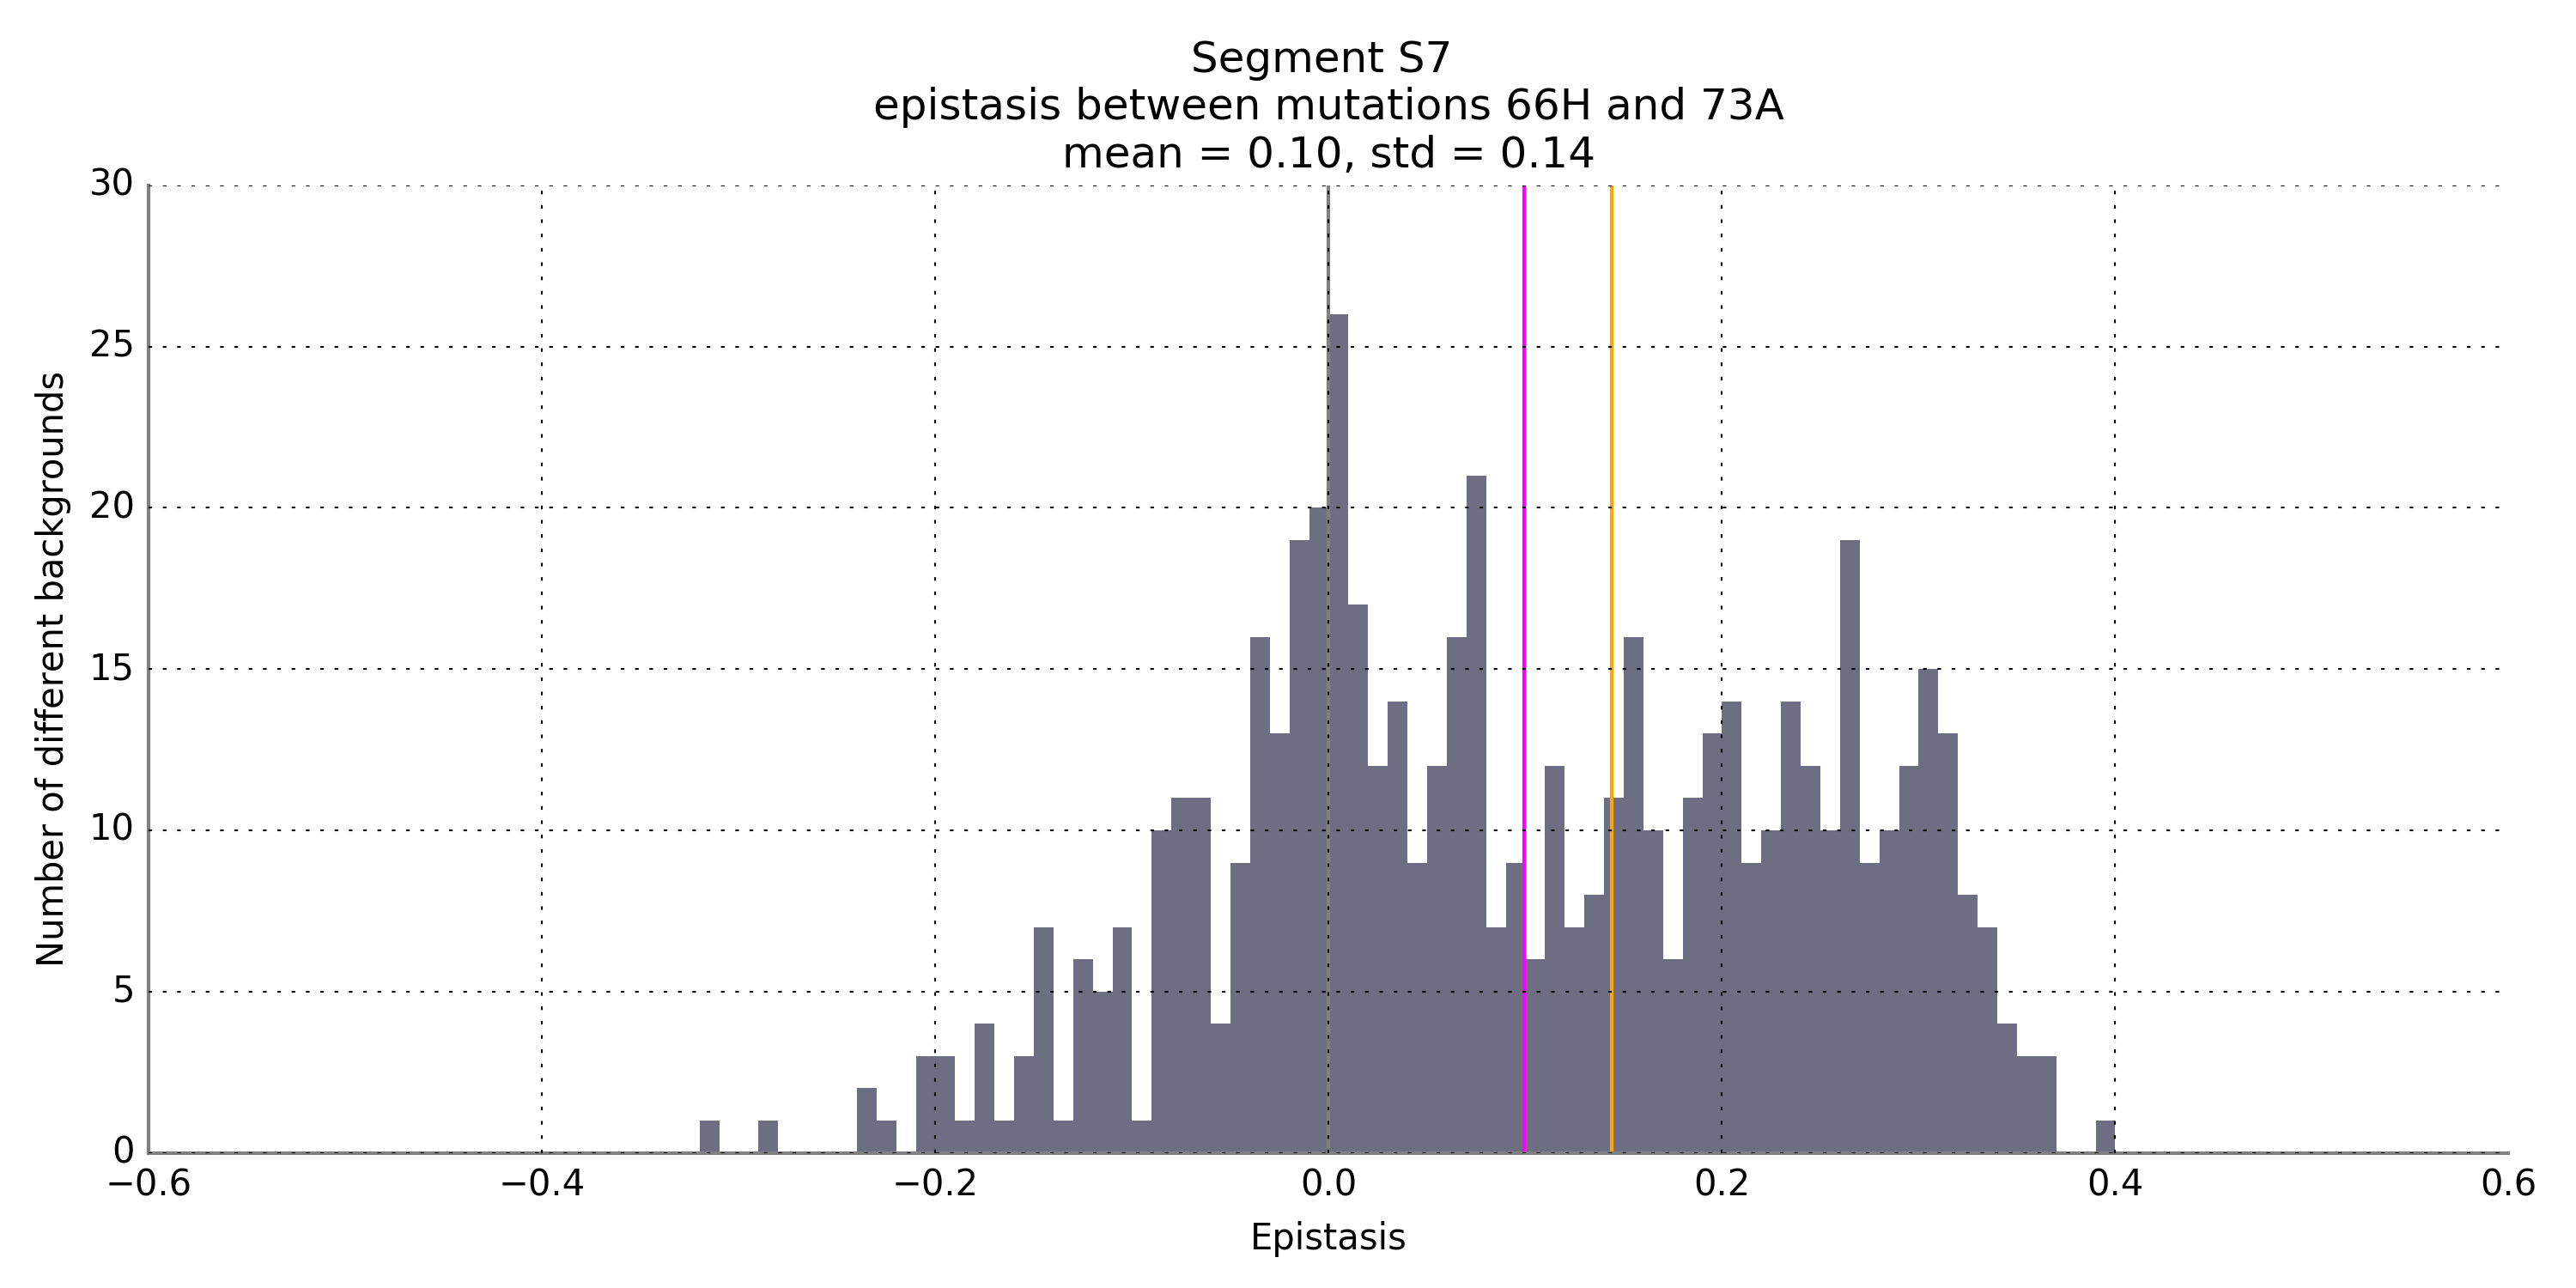 Segment S7
epistasis between mutations 66H and 73A
mean = 0.10, std = 0.14
Number of different backgrounds
30
25
20
15
10
5
0
−0.6
−0.4
−0.2
0.0
0.2
0.4
0.6
Epistasis